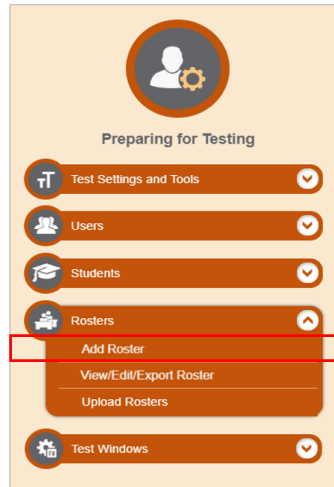 Preparing for Testing
TT Test Settings and Tools
Users
Students
Rosters
Add Roster
View/Edit/Export Roster
Upload Rosters
Test Windows